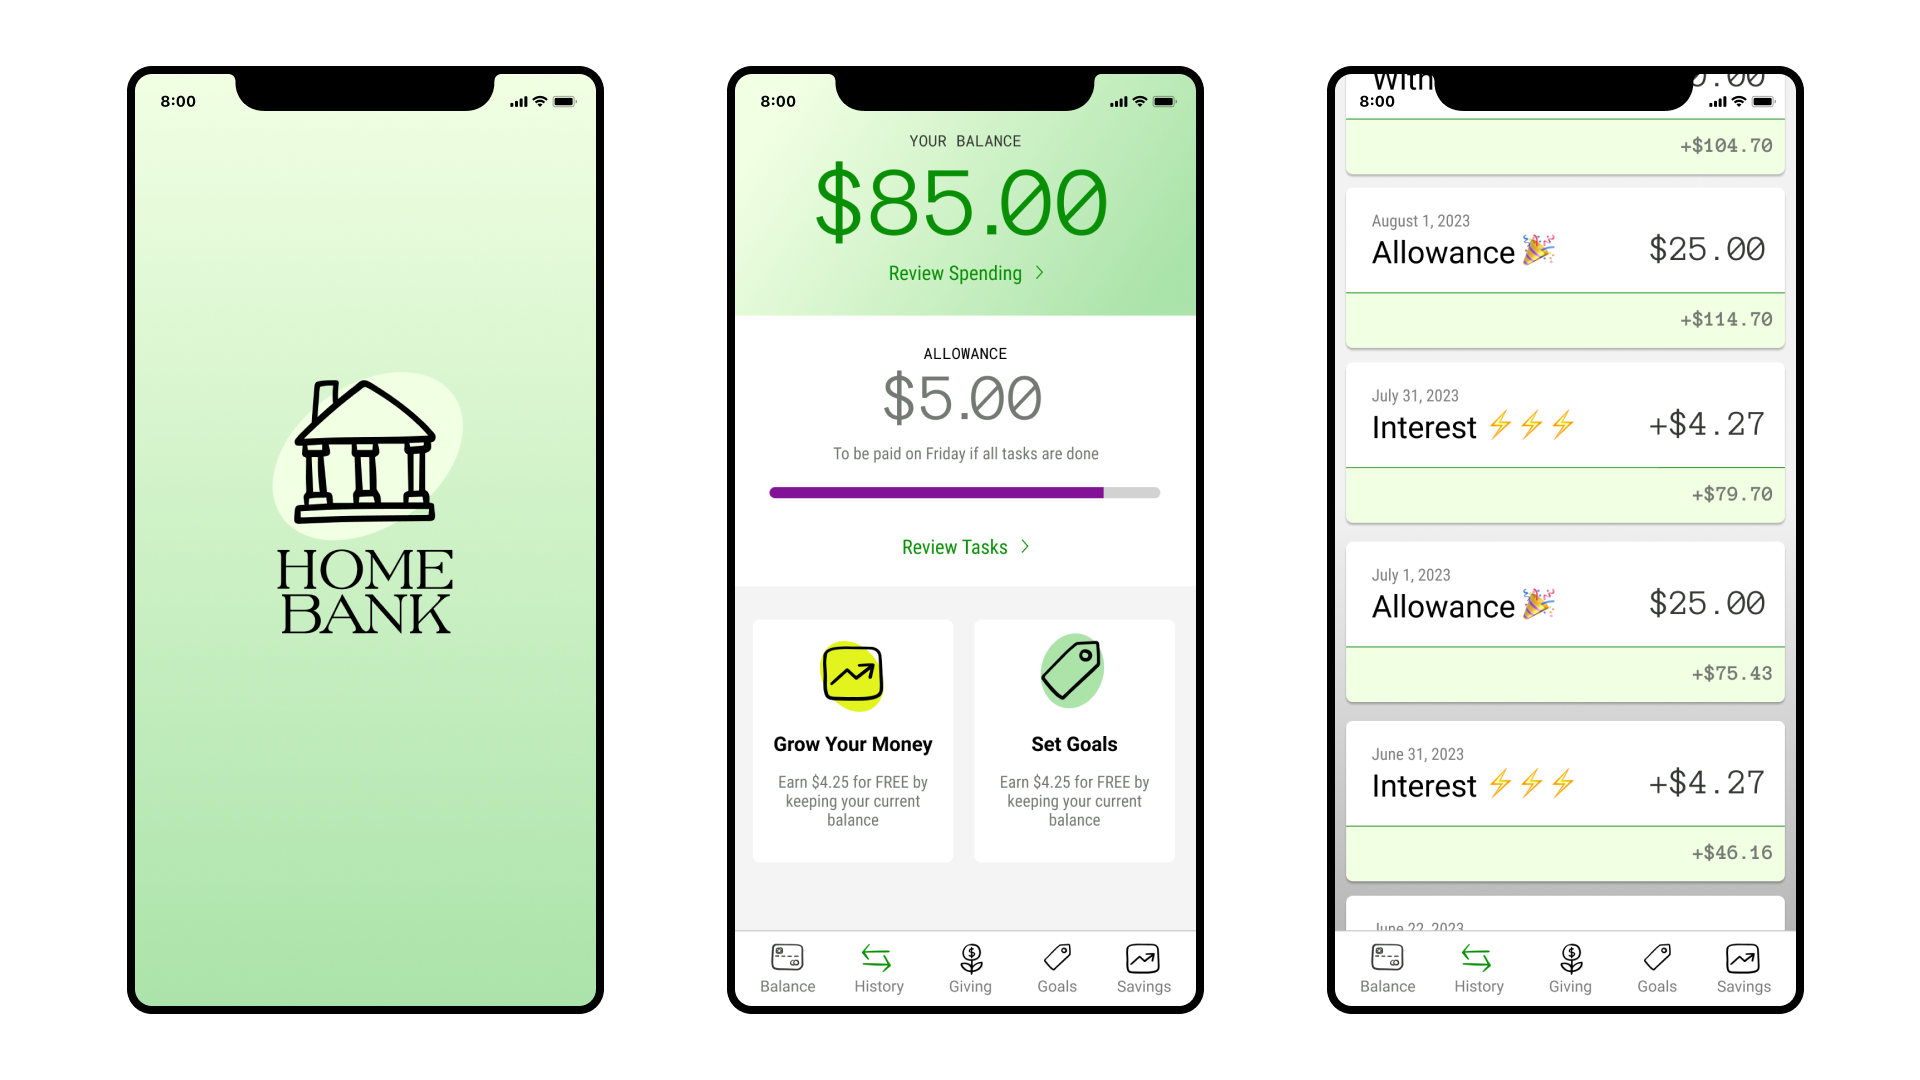 8:00
HOME
BANK
8:00
YOUR BALANCE
$85.00
Review Spending
ALLOWANCE
$5.00
To be paid on Friday if all tasks are done
Review Tasks
Grow Your Money
Earn $4.25 for FREE by
keeping your current
balance
Set Goals
Earn $4.25 for FREE by
keeping your current
balance
Balance
History
Giving
Goals
Savings
8:00
+$104.70
August 1, 2023
Allowance 🎉 $25.00
+$114.70
July 31, 2023
Interest ⚡⚡⚡ +$4.27
+$79.70
July 1, 2023
Allowance 🎉 $25.00
+$75.43
June 31, 2023
Interest ⚡⚡⚡ +$4.27
+$46.16
June 22, 2023
Balance
History
Giving
Goals
Savings